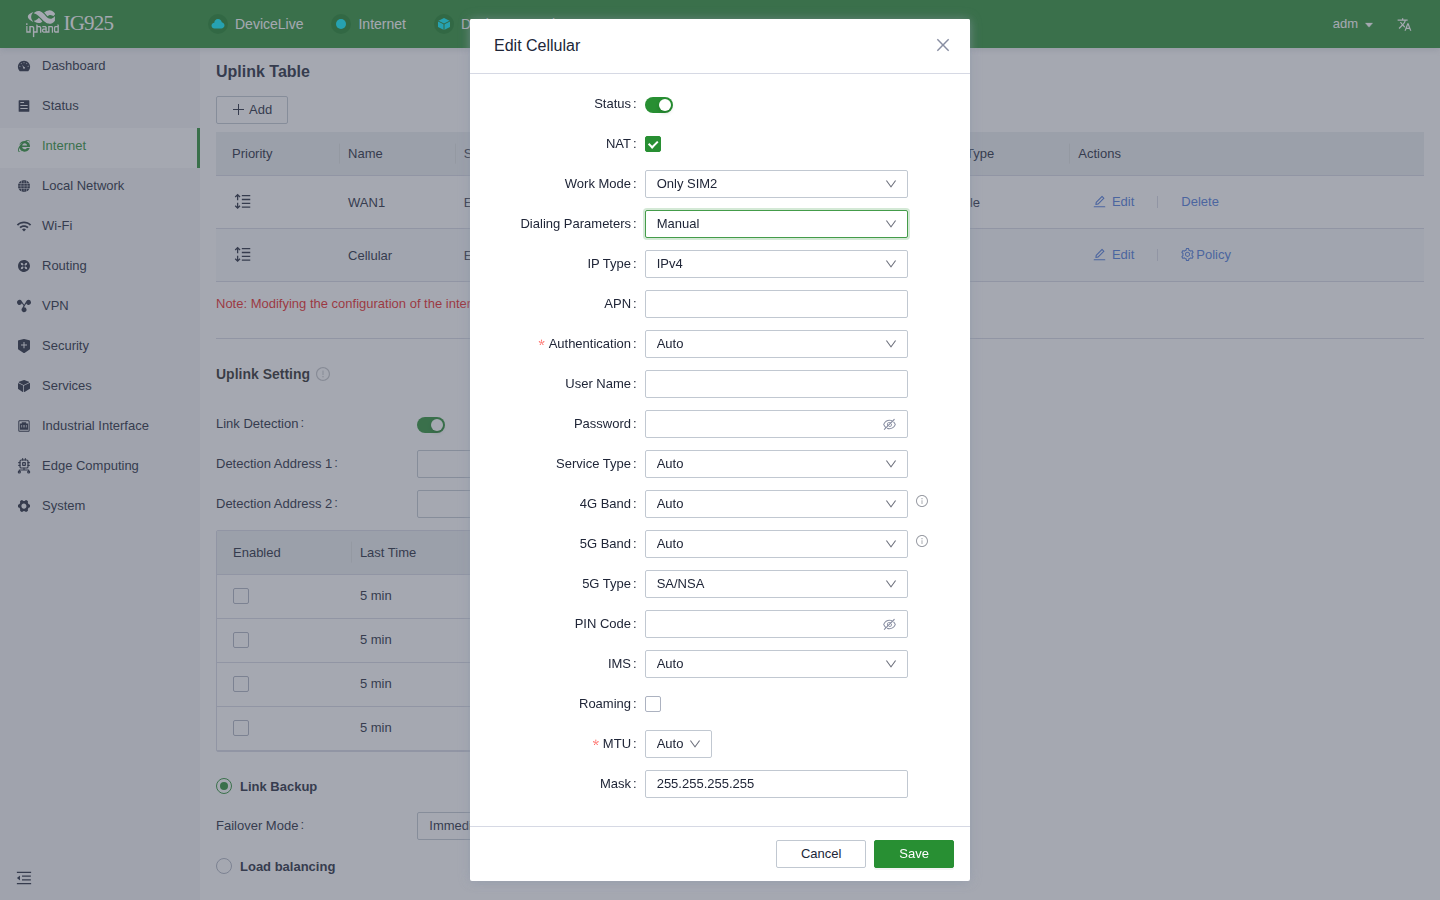 inhand IG925
DeviceLive
Internet
adm
Dashboard
Status
Internet
Local Network
Wi-Fi
Routing
VPN
Security
Services
Industrial Interface
Edge Computing
System
Uplink Table
Add
Priority Name Type Actions
WAN1 Edit Delete
Cellular Edit Policy
Note: Modifying the configuration of the
Uplink Setting
Link Detection:
Detection Address 1:
Detection Address 2:
Enabled Last Time
5 min
5 min
5 min
5 min
Link Backup
Failover Mode: Immed
Load balancing
Edit Cellular
Status:
NAT:
Work Mode: Only SIM2
Dialing Parameters: Manual
IP Type: IPv4
APN:
* Authentication: Auto
User Name:
Password:
Service Type: Auto
4G Band: Auto
5G Band: Auto
5G Type: SA/NSA
PIN Code:
IMS: Auto
Roaming:
* MTU: Auto
Mask: 255.255.255.255
Cancel Save